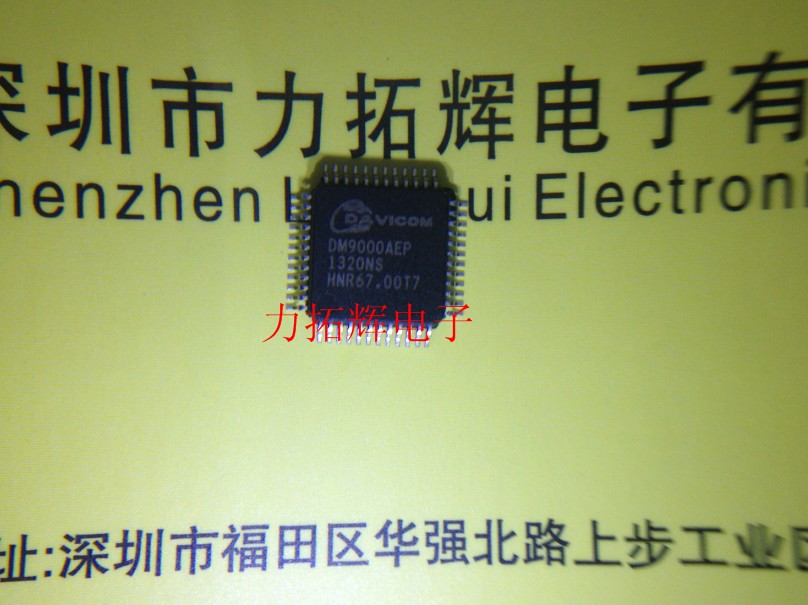 深圳市力拓辉电子有
henzhen L ui Electroni
DAVICOM
DM9000AEP
1320NS
HNR67.00T7
力拓辉电子
址:深圳市福田区华强北路上步工业